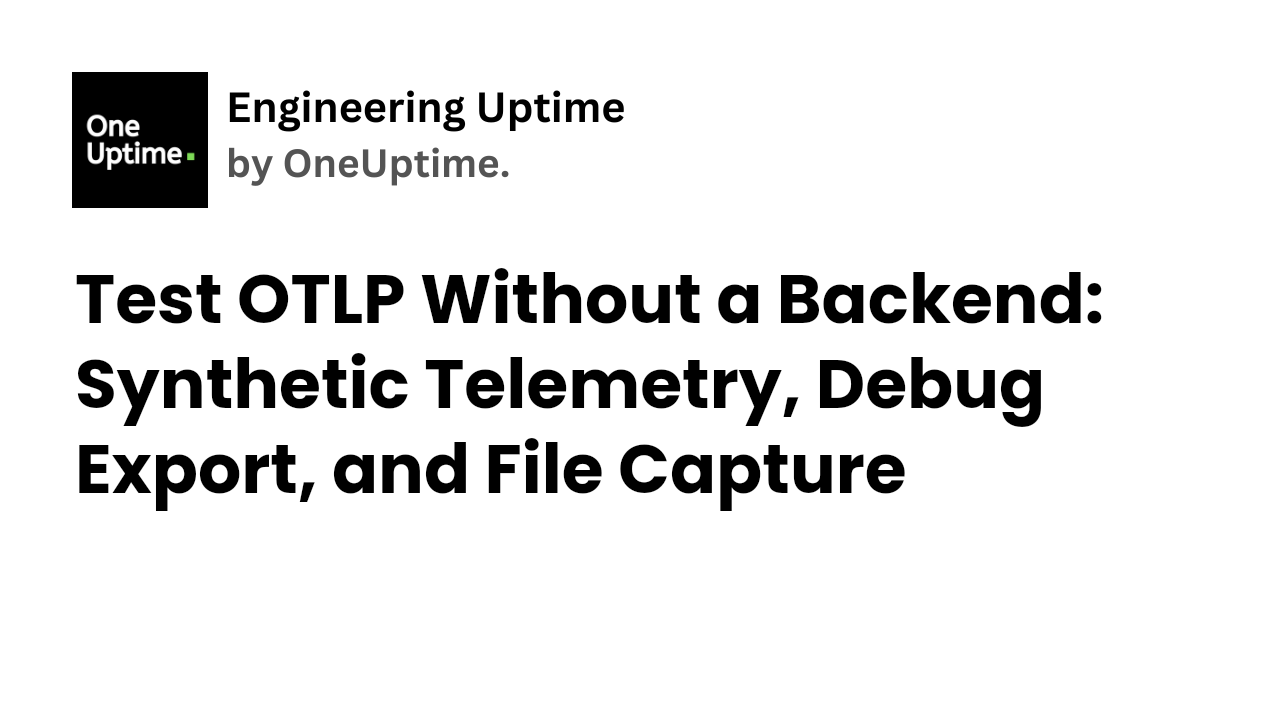 One
Uptime.
Engineering Uptime
by OneUptime.
Test OTLP Without a Backend:
Synthetic Telemetry, Debug
Export, and File Capture